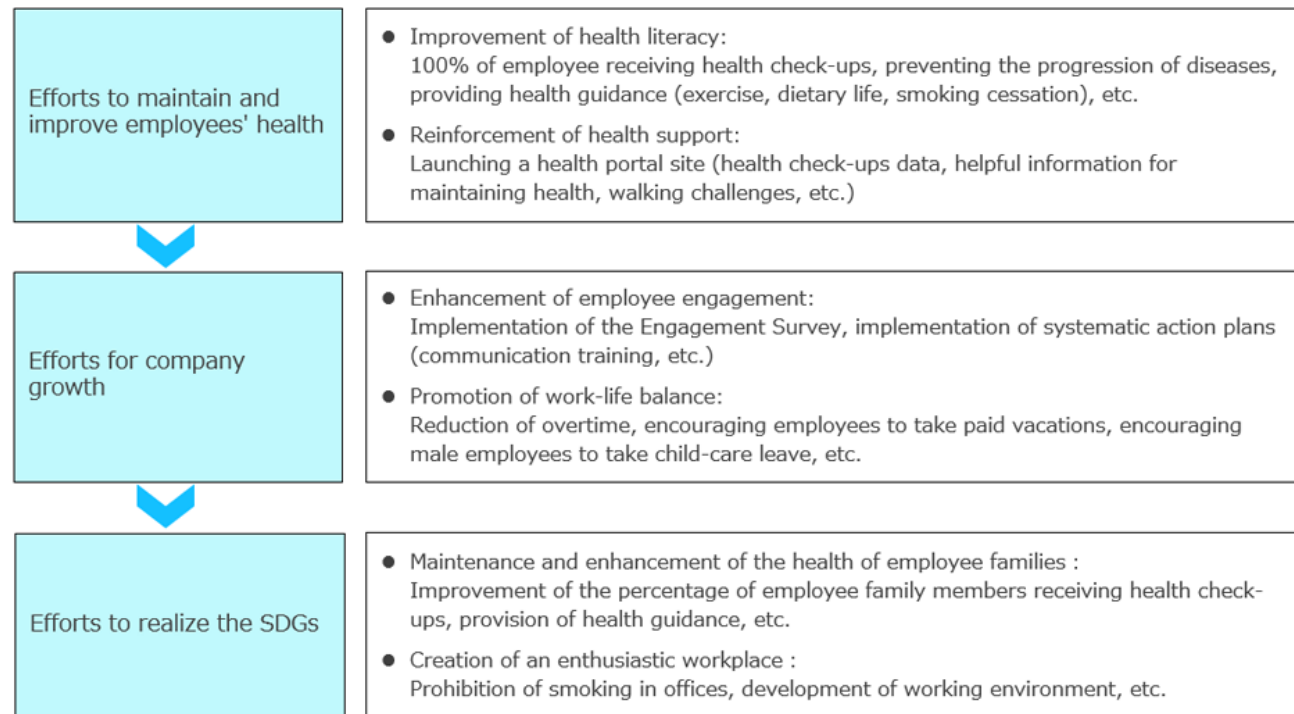 Efforts to maintain and
improve employees' health
● Improvement of health literacy:
100% of employee receiving health check-ups, preventing the progression of diseases,
providing health guidance (exercise, dietary life, smoking cessation), etc.
● Reinforcement of health support:
Launching a health portal site (health check-ups data, helpful information for
maintaining health, walking challenges, etc.)
Efforts for company
growth
● Enhancement of employee engagement:
Implementation of the Engagement Survey, implementation of systematic action plans
(communication training, etc.)
● Promotion of work-life balance:
Reduction of overtime, encouraging employees to take paid vacations, encouraging
male employees to take child-care leave, etc.
Efforts to realize the SDGs
● Maintenance and enhancement of the health of employee families :
Improvement of the percentage of employee family members receiving health check-
ups, provision of health guidance, etc.
● Creation of an enthusiastic workplace :
Prohibition of smoking in offices, development of working environment, etc.